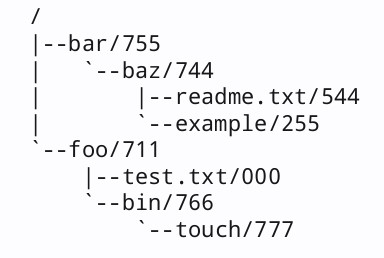 /
|--bar/755
|   `--baz/744
|       |--readme.txt/544
|       `--example/255
`--foo/711
    |--test.txt/000
    `--bin/766
        `--touch/777